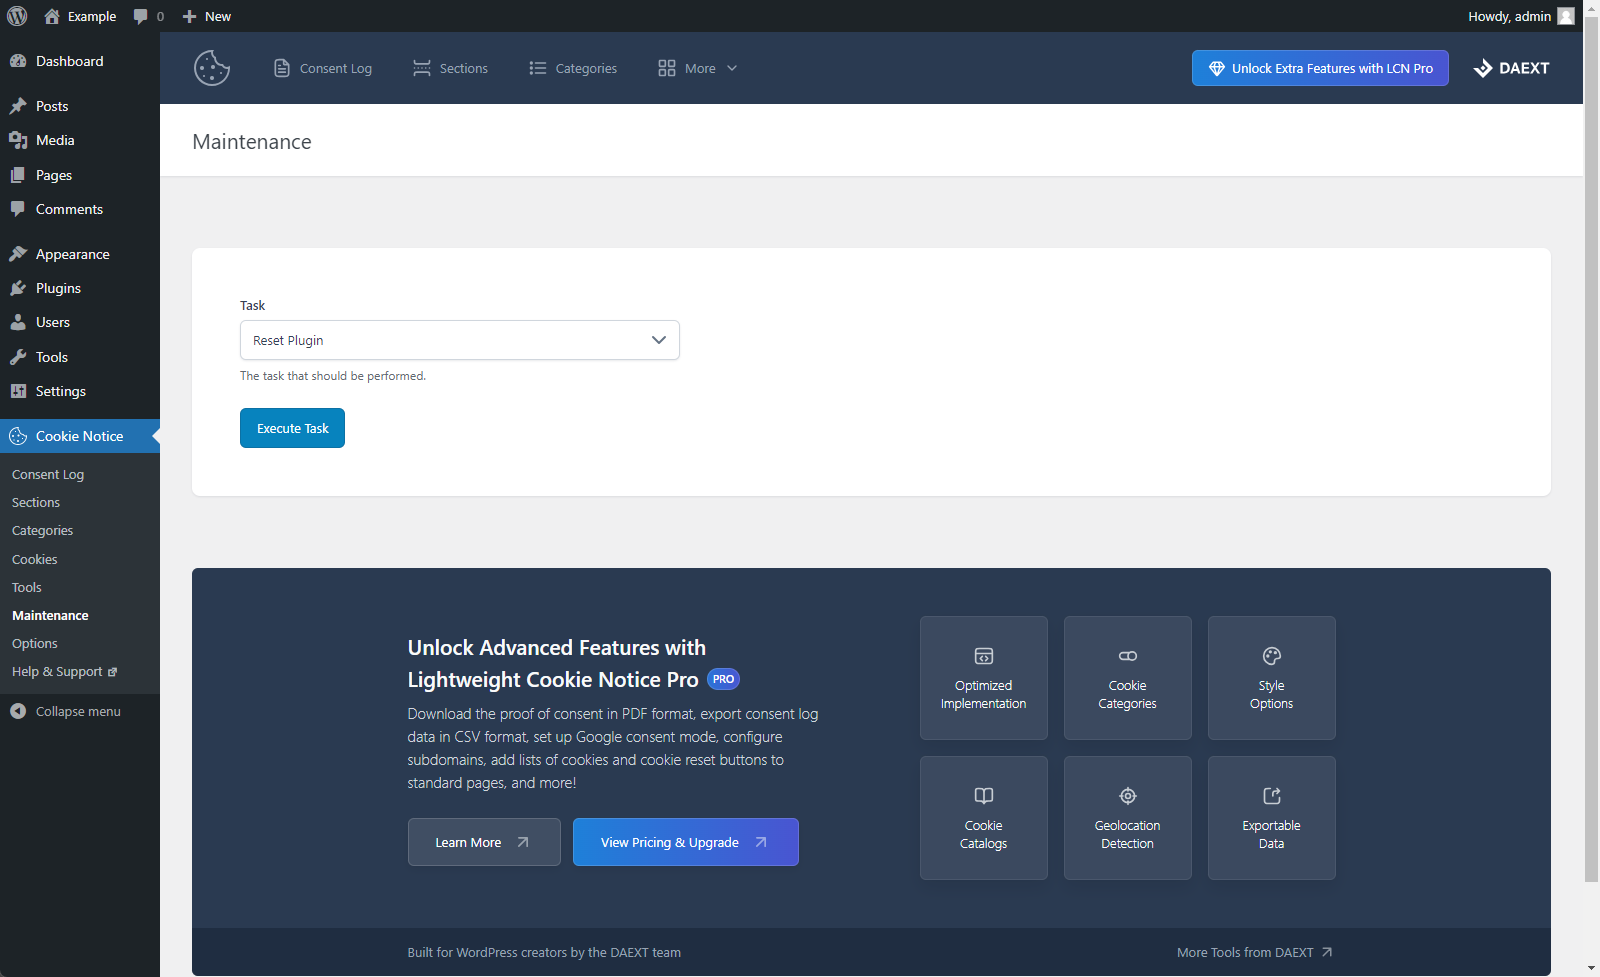 Example
0
New
Howdy, admin
Dashboard
Posts
Media
Pages
Comments
Appearance
Plugins
Users
Tools
Settings
Cookie Notice
Consent Log
Sections
Categories
Cookies
Tools
Maintenance
Options
Help & Support
Collapse menu
Consent Log
Sections
Categories
More
Unlock Extra Features with LCN Pro
DAEXT
Maintenance
Task
Reset Plugin
The task that should be performed.
Execute Task
Unlock Advanced Features with
Lightweight Cookie Notice Pro PRO
Download the proof of consent in PDF format, export consent log
data in CSV format, set up Google consent mode, configure
subdomains, add lists of cookies and cookie reset buttons to
standard pages, and more!
Learn More
View Pricing & Upgrade
Optimized
Implementation
Cookie
Categories
Style
Options
Cookie
Catalogs
Geolocation
Detection
Exportable
Data
Built for WordPress creators by the DAEXT team
More Tools from DAEXT